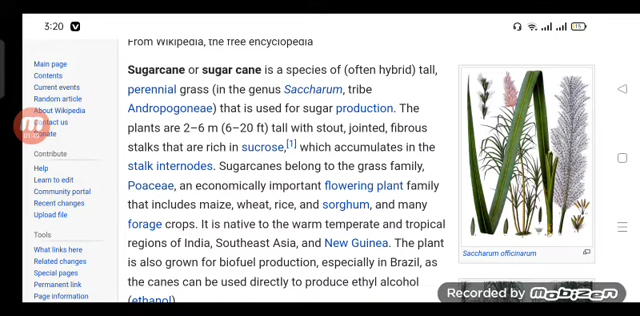 3:20
15
From Wikipedia, the free encyclopedia
Main page
Contents
Current events
Random article
About Wikipedia
Contact us
Donate
Contribute
Help
Learn to edit
Community portal
Recent changes
Upload file
Tools
What links here
Related changes
Special pages
Permanent link
Page information
Sugarcane or sugar cane is a species of (often hybrid) tall,
perennial grass (in the genus Saccharum, tribe
Andropogoneae) that is used for sugar production. The
plants are 2–6 m (6–20 ft) tall with stout, jointed, fibrous
stalks that are rich in sucrose,[1] which accumulates in the
stalk internodes. Sugarcanes belong to the grass family,
Poaceae, an economically important flowering plant family
that includes maize, wheat, rice, and sorghum, and many
forage crops. It is native to the warm temperate and tropical
regions of India, Southeast Asia, and New Guinea. The plant
is also grown for biofuel production, especially in Brazil, as
the canes can be used directly to produce ethyl alcohol
(ethanol)
Saccharum officinarum
Recorded by mobizen